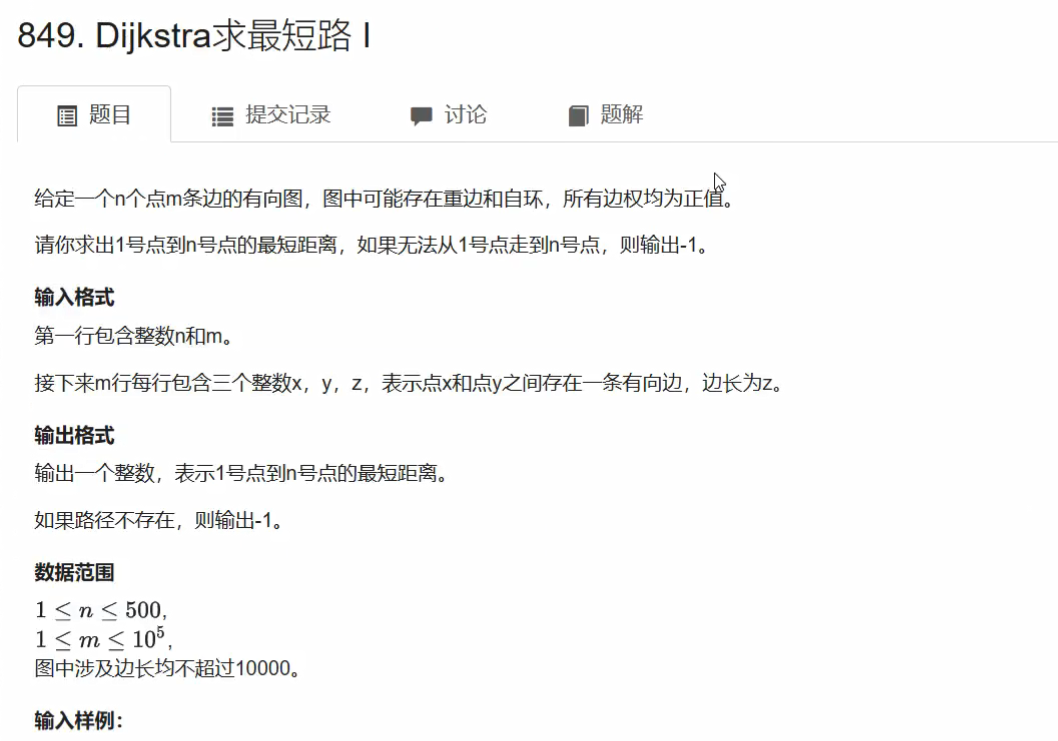 849. Dijkstra求最短路 I
题目 提交记录 讨论 题解
给定一个n个点m条边的有向图，图中可能存在重边和自环，所有边权均为正值。
请你求出1号点到n号点的最短距离，如果无法从1号点走到n号点，则输出-1。
输入格式
第一行包含整数n和m。
接下来m行每行包含三个整数x，y，z，表示点x和点y之间存在一条有向边，边长为z。
输出格式
输出一个整数，表示1号点到n号点的最短距离。
如果路径不存在，则输出-1。
数据范围
1 ≤ n ≤ 500,
1 ≤ m ≤ 10⁵,
图中涉及边长均不超过10000。
输入样例：